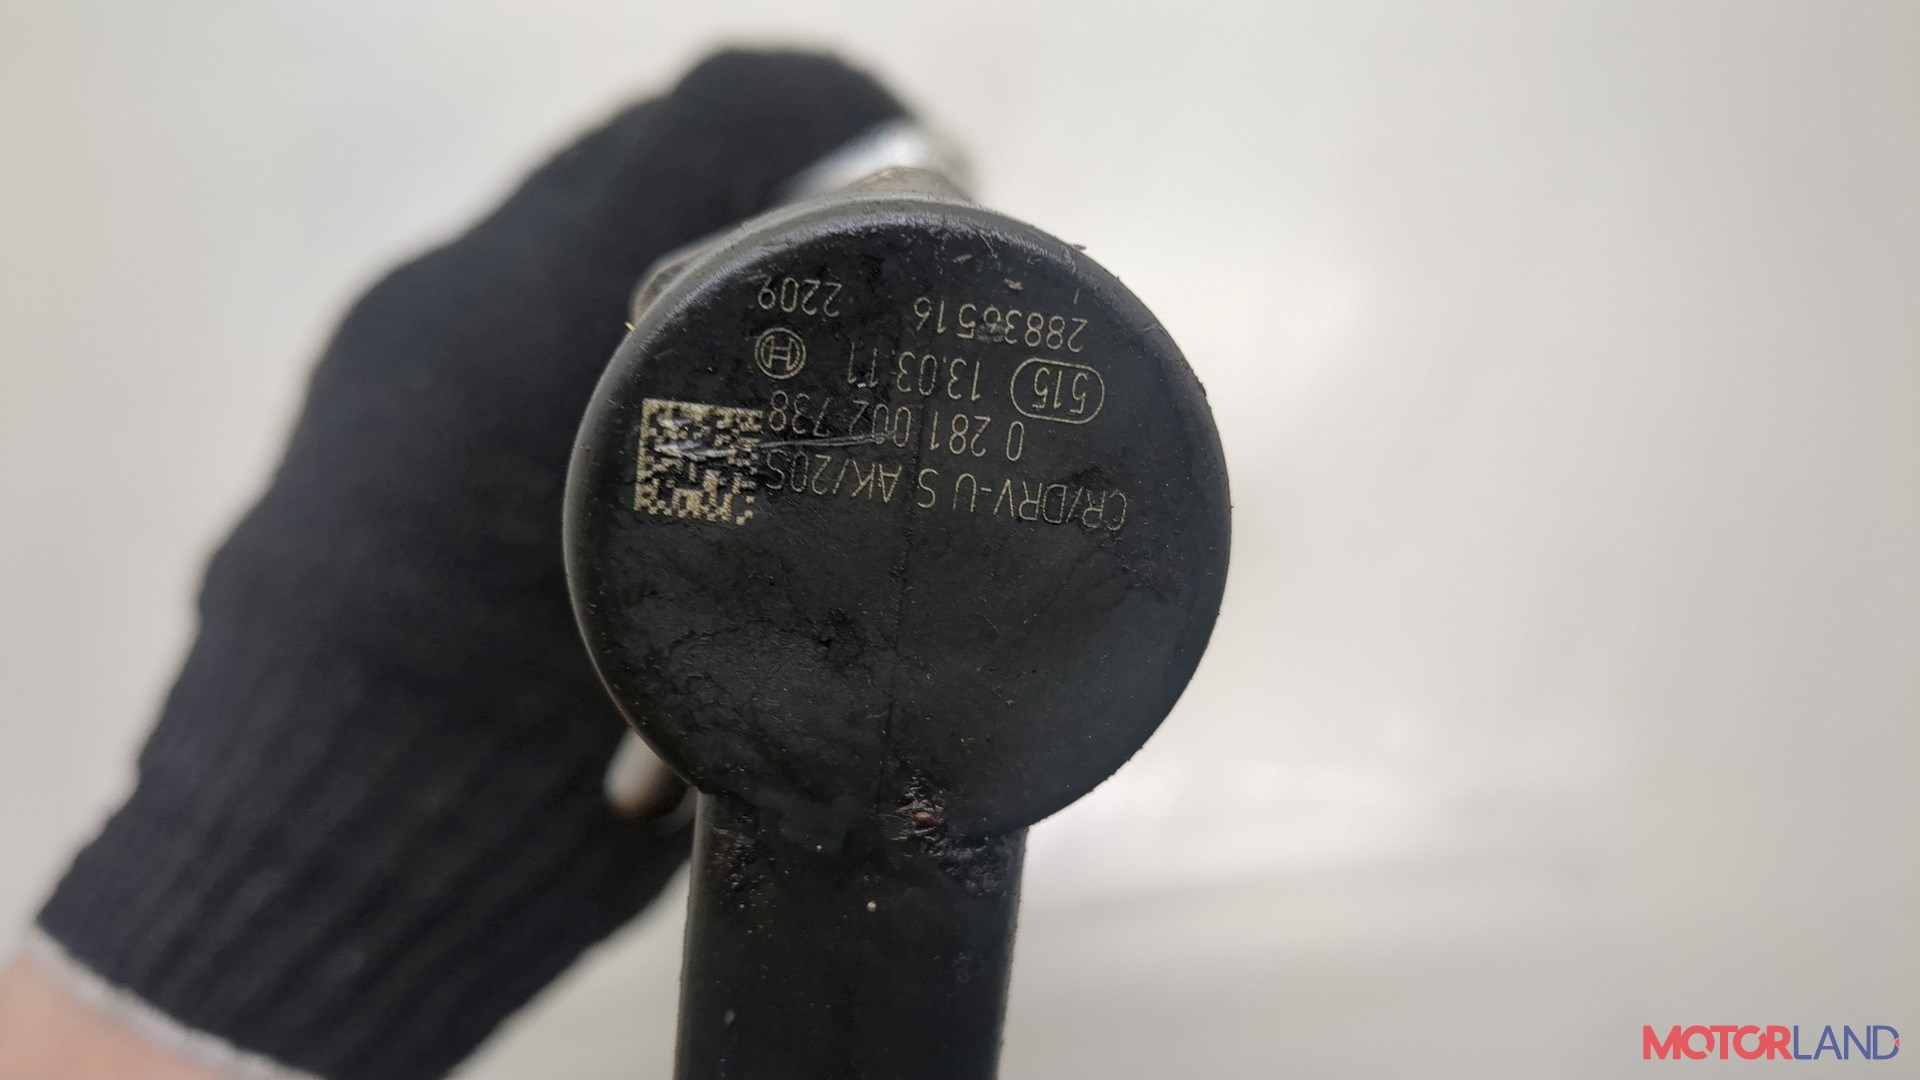 CR/DRV-U S AK/20S
0 281 002 738
515 13.03.11
28836516 2209
MOTORLAND